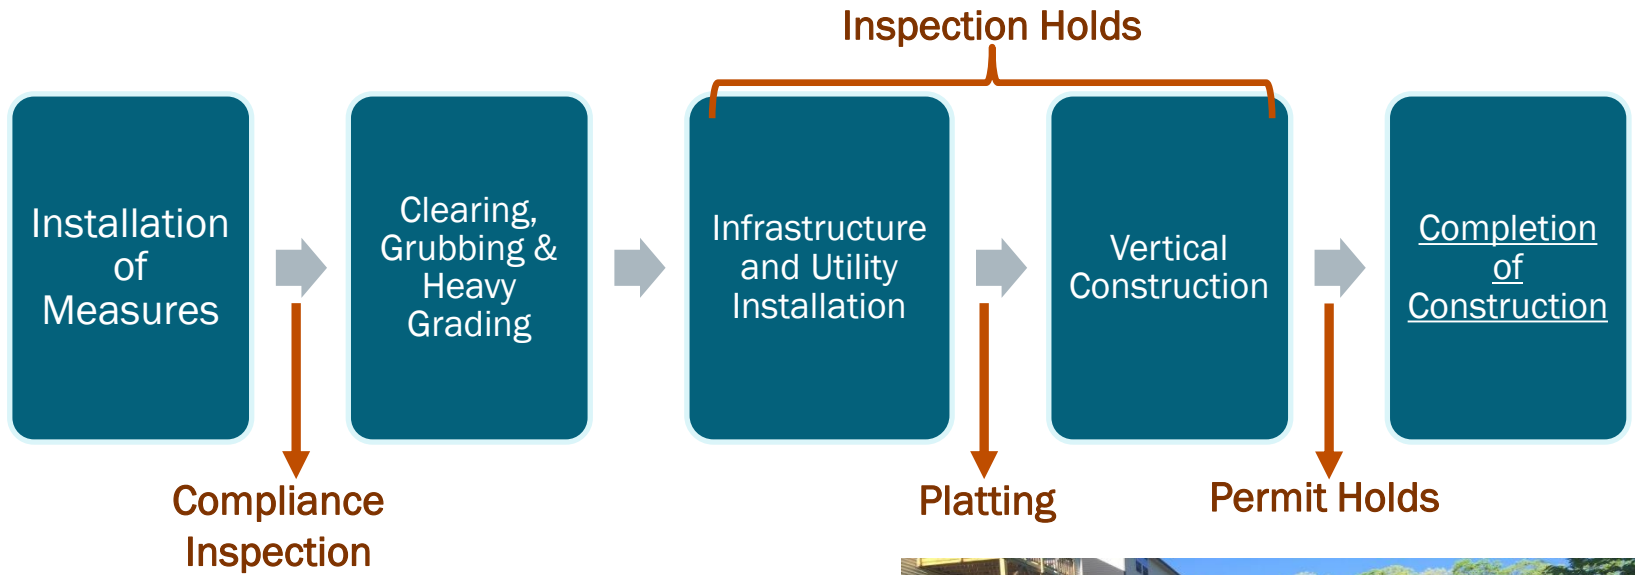 Inspection Holds
Installation
of
Measures
Clearing,
Grubbing &
Heavy
Grading
Infrastructure
and Utility
Installation
Vertical
Construction
Completion
of
Construction
Compliance
Inspection
Platting
Permit Holds